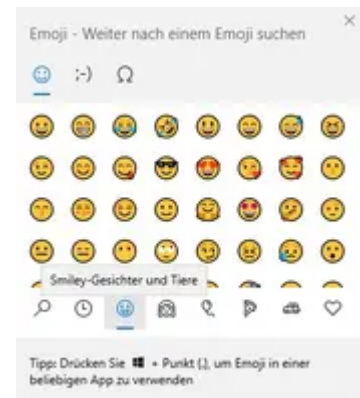 Emoji - Weiter nach einem Emoji suchen
;-)
Ω
Smiley-Gesichter und Tiere
Tipp: Drücken Sie + Punkt (.), um Emoji in einer
beliebigen App zu verwenden